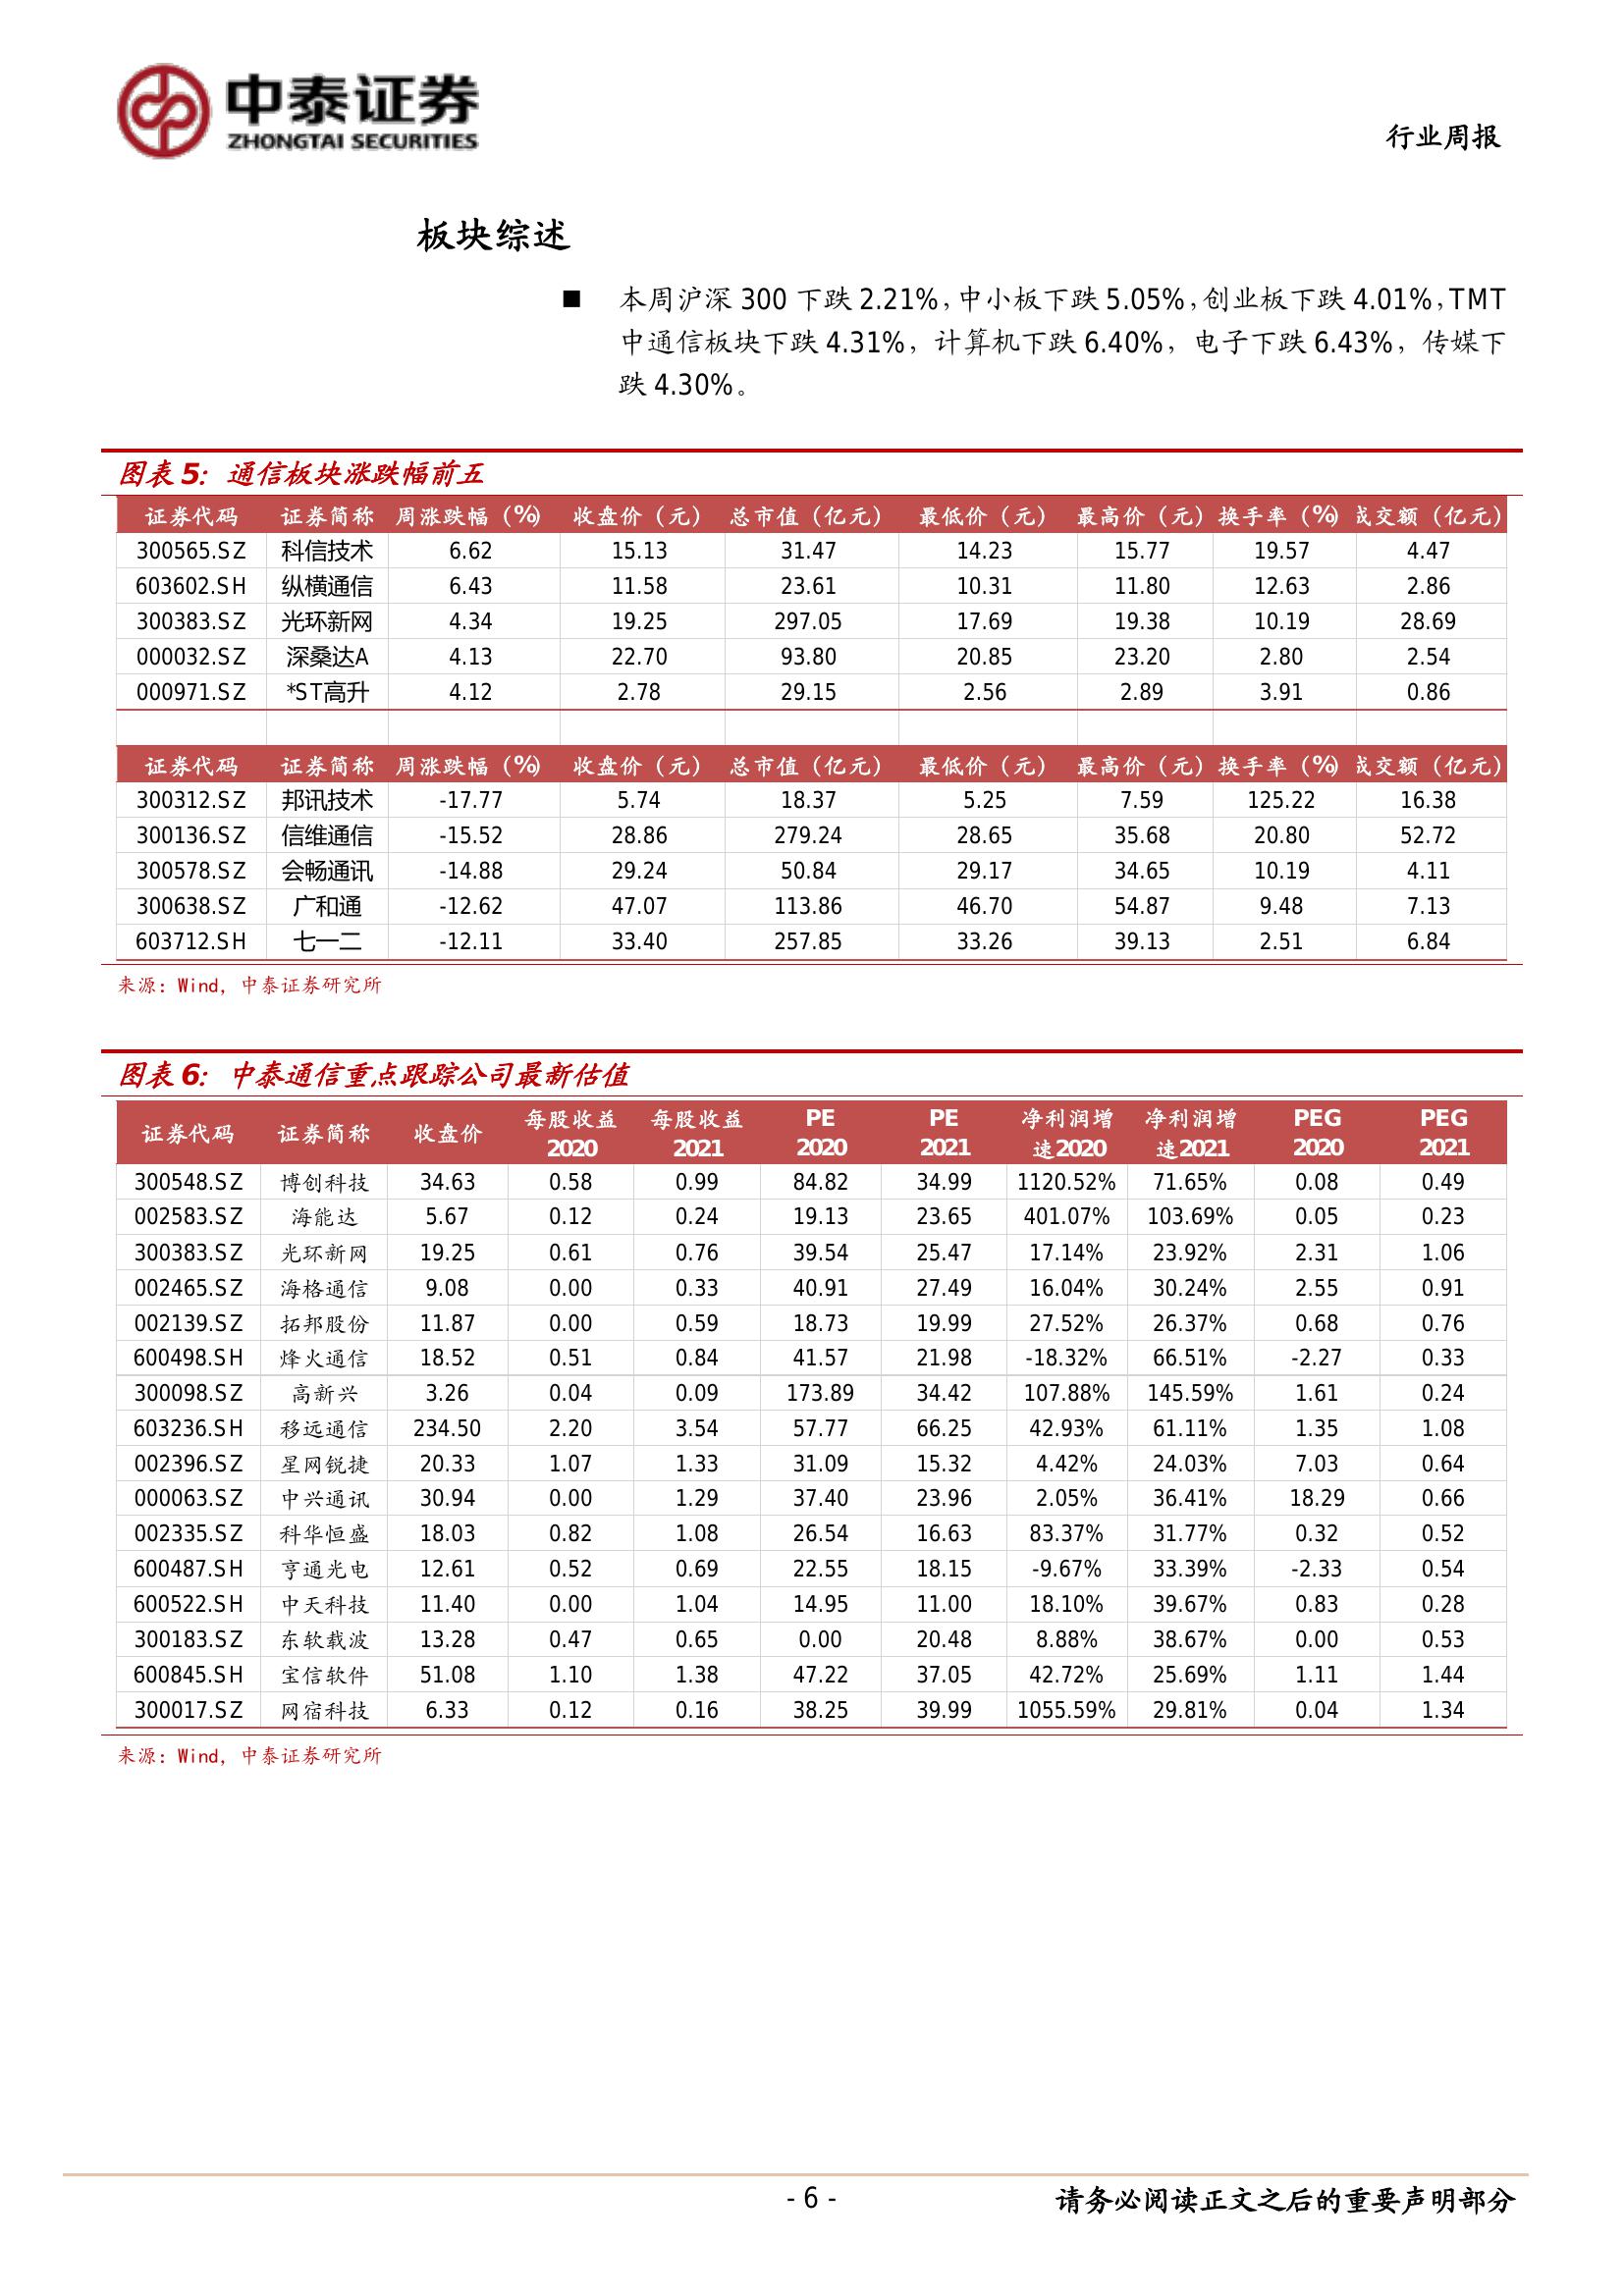 中泰证券
ZHONGTAI SECURITIES
行业周报
板块综述
■ 本周沪深 300 下跌 2.21%，中小板下跌 5.05%，创业板下跌 4.01%，TMT
中通信板块下跌 4.31%，计算机下跌 6.40%，电子下跌 6.43%，传媒下
跌 4.30%。
图表 5：通信板块涨跌幅前五
证券代码 证券简称 周涨跌幅（%） 收盘价（元） 总市值（亿元） 最低价（元） 最高价（元） 换手率（%） 成交额（亿元）
300565.SZ 科信技术 6.62 15.13 31.47 14.23 15.77 19.57 4.47
603602.SH 纵横通信 6.43 11.58 23.61 10.31 11.80 12.63 2.86
300383.SZ 光环新网 4.34 19.25 297.05 17.69 19.38 10.19 28.69
000032.SZ 深桑达A 4.13 22.70 93.80 20.85 23.20 2.80 2.54
000971.SZ *ST高升 4.12 2.78 29.15 2.56 2.89 3.91 0.86
证券代码 证券简称 周涨跌幅（%） 收盘价（元） 总市值（亿元） 最低价（元） 最高价（元） 换手率（%） 成交额（亿元）
300312.SZ 邦讯技术 -17.77 5.74 18.37 5.25 7.59 125.22 16.38
300136.SZ 信维通信 -15.52 28.86 279.24 28.65 35.68 20.80 52.72
300578.SZ 会畅通讯 -14.88 29.24 50.84 29.17 34.65 10.19 4.11
300638.SZ 广和通 -12.62 47.07 113.86 46.70 54.87 9.48 7.13
603712.SH 七一二 -12.11 33.40 257.85 33.26 39.13 2.51 6.84
来源：Wind，中泰证券研究所
图表 6：中泰通信重点跟踪公司最新估值
证券代码 证券简称 收盘价 每股收益 每股收益 PE PE 净利润增 净利润增 PEG PEG
2020 2021 2020 2021 速2020 速2021 2020 2021
300548.SZ 博创科技 34.63 0.58 0.99 84.82 34.99 1120.52% 71.65% 0.08 0.49
002583.SZ 海能达 5.67 0.12 0.24 19.13 23.65 401.07% 103.69% 0.05 0.23
300383.SZ 光环新网 19.25 0.61 0.76 39.54 25.47 17.14% 23.92% 2.31 1.06
002465.SZ 海格通信 9.08 0.00 0.33 40.91 27.49 16.04% 30.24% 2.55 0.91
002139.SZ 拓邦股份 11.87 0.00 0.59 18.73 19.99 27.52% 26.37% 0.68 0.76
600498.SH 烽火通信 18.52 0.51 0.84 41.57 21.98 -18.32% 66.51% -2.27 0.33
300098.SZ 高新兴 3.26 0.04 0.09 173.89 34.42 107.88% 145.59% 1.61 0.24
603236.SH 移远通信 234.50 2.20 3.54 57.77 66.25 42.93% 61.11% 1.35 1.08
002396.SZ 星网锐捷 20.33 1.07 1.33 31.09 15.32 4.42% 24.03% 7.03 0.64
000063.SZ 中兴通讯 30.94 0.00 1.29 37.40 23.96 2.05% 36.41% 18.29 0.66
002335.SZ 科华恒盛 18.03 0.82 1.08 26.54 16.63 83.37% 31.77% 0.32 0.52
600487.SH 亨通光电 12.61 0.52 0.69 22.55 18.15 -9.67% 33.39% -2.33 0.54
600522.SH 中天科技 11.40 0.00 1.04 14.95 11.00 18.10% 39.67% 0.83 0.28
300183.SZ 东软载波 13.28 0.47 0.65 0.00 20.48 8.88% 38.67% 0.00 0.53
600845.SH 宝信软件 51.08 1.10 1.38 47.22 37.05 42.72% 25.69% 1.11 1.44
300017.SZ 网宿科技 6.33 0.12 0.16 38.25 39.99 1055.59% 29.81% 0.04 1.34
来源：Wind，中泰证券研究所
- 6 -
请务必阅读正文之后的重要声明部分